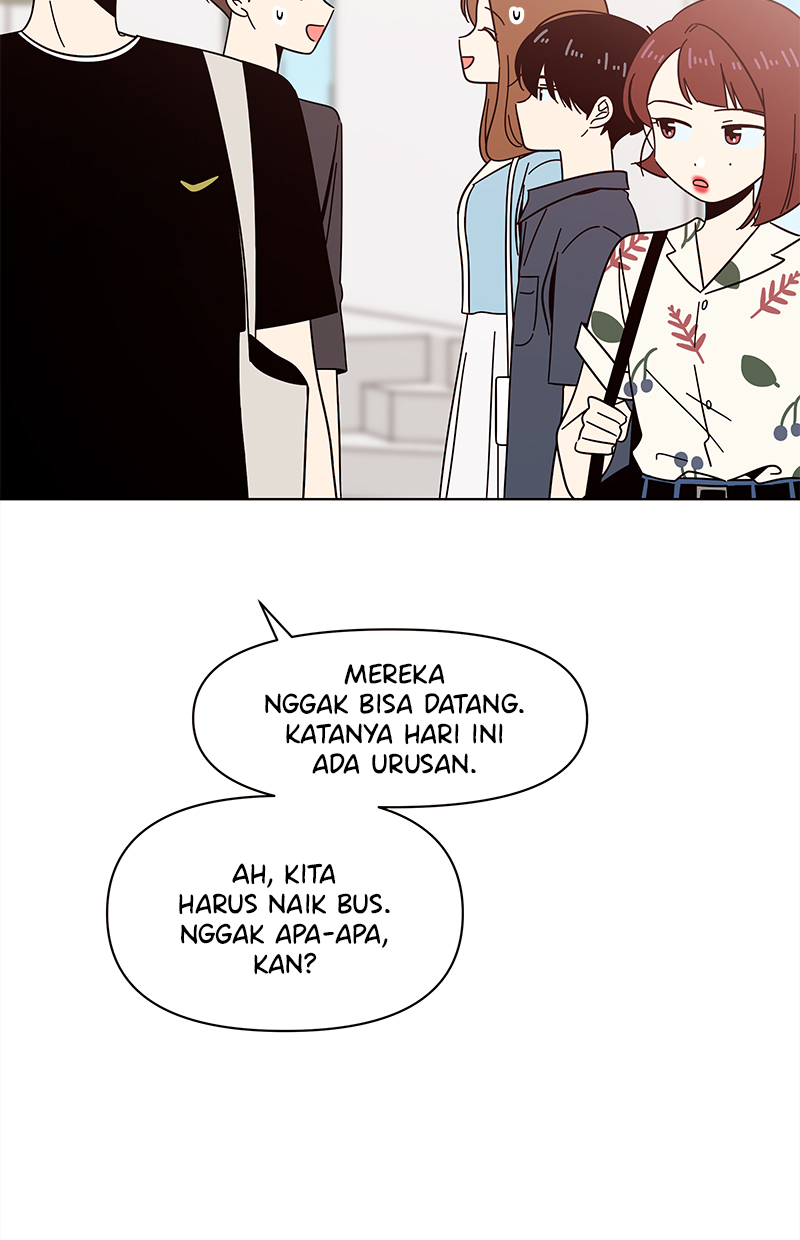 MEREKA
NGGAK BISA DATANG.
KATANYA HARI INI
ADA URUSAN.
AH, KITA
HARUS NAIK BUS.
NGGAK APA-APA,
KAN?